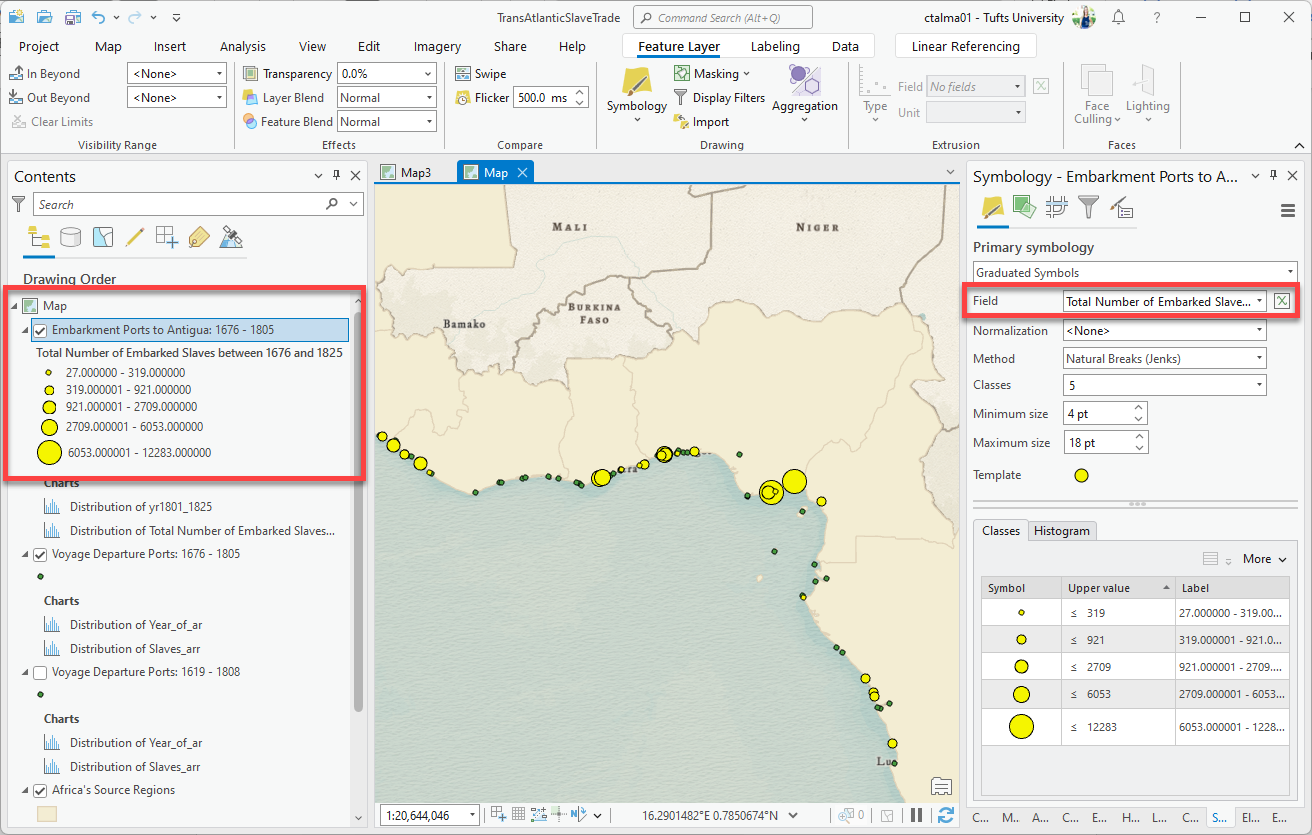 TransAtlanticSlaveTrade
Command Search (Alt+Q)
ctalma01 - Tufts University
?
Project Map Insert Analysis View Edit Imagery Share Help Feature Layer Labeling Data Linear Referencing
In Beyond <None>
Out Beyond <None>
Clear Limits
Visibility Range
Transparency 0.0%
Layer Blend Normal
Feature Blend Normal
Effects
Swipe
Flicker 500.0 ms
Compare
Symbology
Masking
Display Filters
Import
Aggregation
Drawing
Type
Field No fields
Unit
Extrusion
Face Culling
Lighting
Faces
Contents
Search
Drawing Order
Map
Embarkment Ports to Antigua: 1676 - 1805
Total Number of Embarked Slaves between 1676 and 1825
27.000000 - 319.000000
319.000001 - 921.000000
921.000001 - 2709.000000
2709.000001 - 6053.000000
6053.000001 - 12283.000000
Charts
Distribution of yr1801_1825
Distribution of Total Number of Embarked Slaves...
Voyage Departure Ports: 1676 - 1805
Charts
Distribution of Year_of_ar
Distribution of Slaves_arr
Voyage Departure Ports: 1619 - 1808
Charts
Distribution of Year_of_ar
Distribution of Slaves_arr
Africa's Source Regions
Map3 Map
MALI
NIGER
BURKINA
FASO
Bamako
1:20,644,046
16.2901482°E 0.7850674°N
0
Symbology - Embarkment Ports to A...
Primary symbology
Graduated Symbols
Field Total Number of Embarked Slave...
Normalization <None>
Method Natural Breaks (Jenks)
Classes 5
Minimum size 4 pt
Maximum size 18 pt
Template
Classes Histogram
More
Symbol Upper value Label
≤ 319 27.000000 - 319.00...
≤ 921 319.000001 - 921.0...
≤ 2709 921.000001 - 2709....
≤ 6053 2709.000001 - 6053...
≤ 12283 6053.000001 - 1228...
C... M... A... C... E... H... L... C... S... El... E...